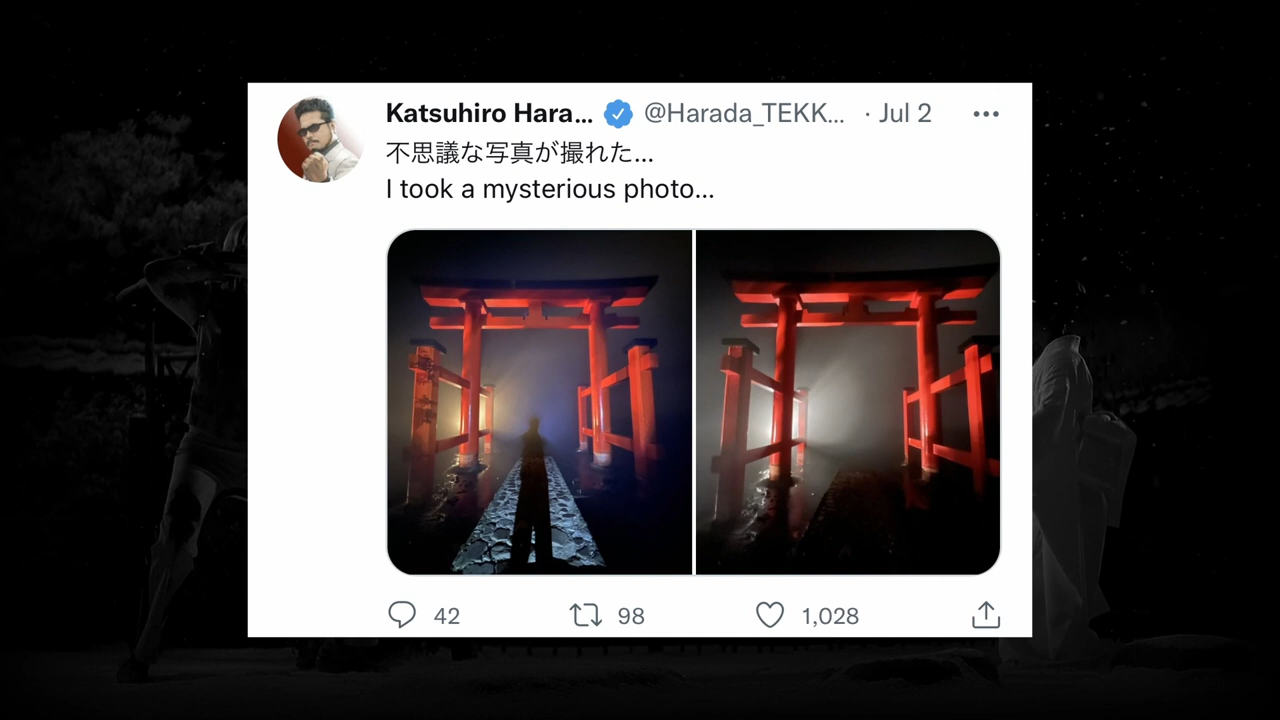 Katsuhiro Hara... @Harada_TEKK... · Jul 2
不思議な写真が撮れた...
I took a mysterious photo...
42 98 1,028